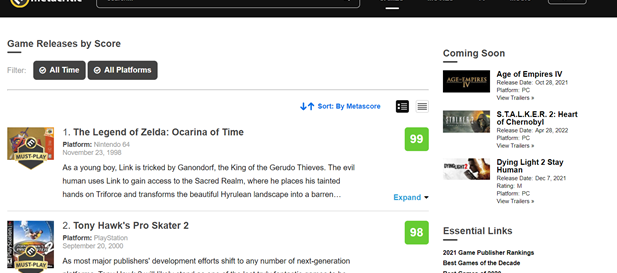 metacritic
Game Releases by Score
Filter: All Time All Platforms
Sort: By Metascore
MUST-PLAY
1. The Legend of Zelda: Ocarina of Time
Platform: Nintendo 64
November 23, 1998
As a young boy, Link is tricked by Ganondorf, the King of the Gerudo Thieves. The evil
human uses Link to gain access to the Sacred Realm, where he places his tainted
hands on Triforce and transforms the beautiful Hyrulean landscape into a barren...
99
Expand
MUST-PLAY
2. Tony Hawk's Pro Skater 2
Platform: PlayStation
September 20, 2000
As most major publishers' development efforts shift to any number of next-generation
98
Coming Soon
AGE OF EMPIRES IV
Age of Empires IV
Release Date: Oct 28, 2021
Platform: PC
View Trailers »
S.T.A.L.K.E.R. 2: Heart
of Chernobyl
Release Date: Apr 28, 2022
Platform: PC
View Trailers »
Dying Light 2 Stay
Human
Release Date: Dec 7, 2021
Rating: M
Platform: PC
View Trailers »
Essential Links
2021 Game Publisher Rankings
Best Games of the Decade